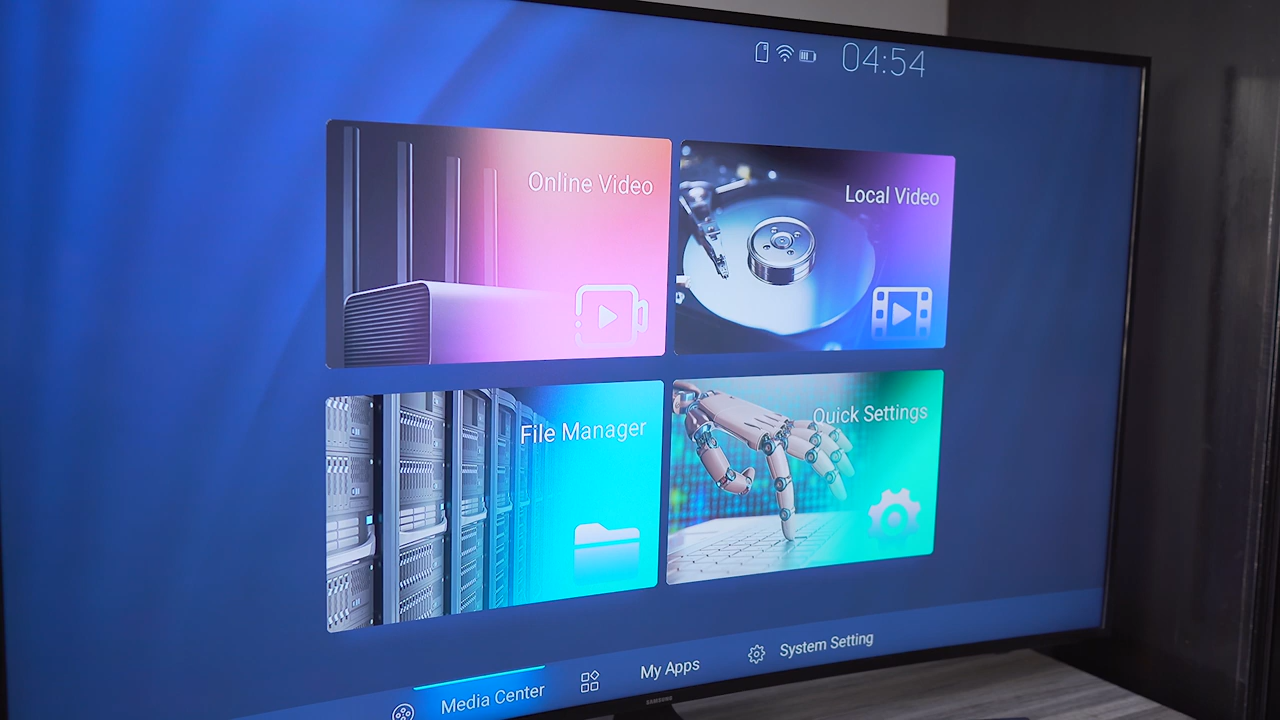 04:54
Online Video
Local Video
File Manager
Quick Settings
Media Center
My Apps
System Setting
SAMSUNG